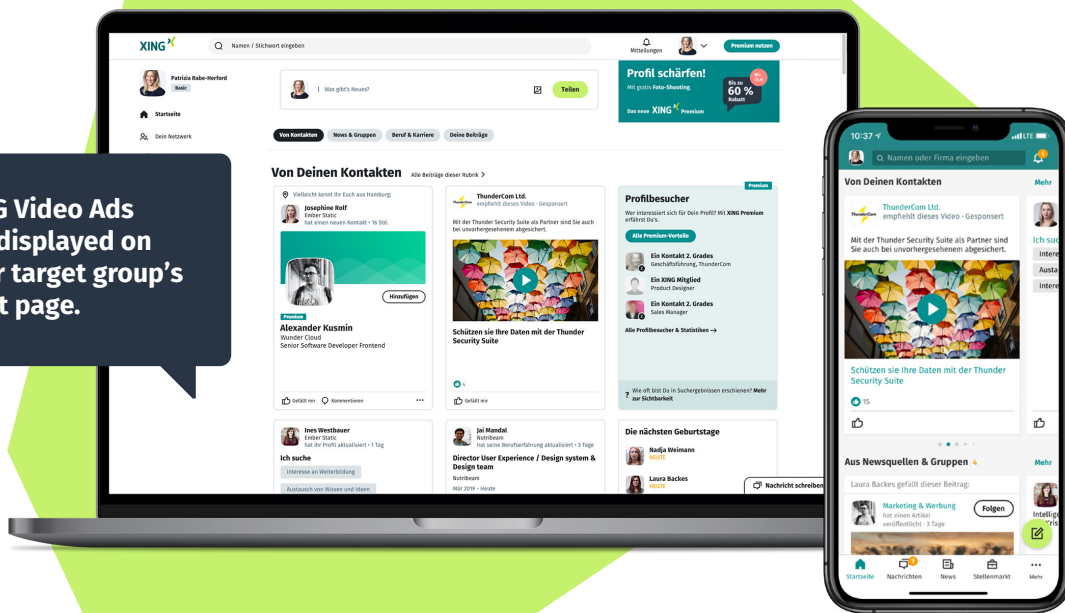 G Video Ads
displayed on
r target group's
t page.
XING
Namen / Stichwort eingeben
Mitteilungen
Premium nutzen
Patrizia Rabe-Herford
Basic
Startseite
Dein Netzwerk
Was gibt's Neues?
Teilen
Profil schärfen!
Mit gratis Foto-Shooting.
Das neue XING Premium
Bis zu
60 %
Rabatt
Von Kontakten
News & Gruppen
Beruf & Karriere
Deine Beiträge
Von Deinen Kontakten
Alle Beiträge dieser Rubrik >
Vielleicht kennt Ihr Euch aus Hamburg
Josephine Rolf
Ember Static
hat einen neuen Kontakt • 16 Std.
Hinzufügen
Premium
Alexander Kusmin
Wunder Cloud
Senior Software Developer Frontend
Gefällt mir
Kommentieren
ThunderCom Ltd.
empfiehlt dieses Video · Gesponsert
Mit der Thunder Security Suite als Partner sind Sie auch
bei unvorhergesehenem abgesichert.
Schützen sie Ihre Daten mit der Thunder
Security Suite
4
Gefällt mir
Premium
Profilbesucher
Wer interessiert sich für Dein Profil? Mit XING Premium
erfährst Du's.
Alle Premium-Vorteile
Ein Kontakt 2. Grades
Geschäftsführung, ThunderCom
Ein XING Mitglied
Product Designer
Ein Kontakt 2. Grades
Sales Manager
Alle Profilbesucher & Statistiken →
? Wie oft bist Du in Suchergebnissen erschienen? Mehr
zur Sichtbarkeit
Ines Westbauer
Ember Static
hat ihr Profil aktualisiert • 1 Tag
Ich suche
Interesse an Weiterbildung
Austausch von Wissen und Ideen
Jai Mandal
Nutribeam
hat seine Berufserfahrung aktualisiert • 3 Tage
Director User Experience / Design system &
Design team
Nutribeam
Mär 2019 - Heute
Die nächsten Geburtstage
Nadja Weimann
HEUTE
Laura Backes
HEUTE
Nachricht schreiben
10:37
LTE
Namen oder Firma eingeben
Von Deinen Kontakten
Mehr
ThunderCom
ThunderCom Ltd.
empfiehlt dieses Video · Gesponsert
Mit der Thunder Security Suite als Partner sind
Sie auch bei unvorhergesehenem abgesichert.
Schützen sie Ihre Daten mit der Thunder
Security Suite
15
Ich suc
Intere
Austa
Intere
Aus Newsquellen & Gruppen 4
Mehr
Laura Backes gefällt dieser Beitrag:
Marketing & Werbung
hat einen Artikel
veröffentlicht · 3 Tage
Folgen
Intellige
Startseite
Nachrichten
News
Stellenmarkt
Mehr